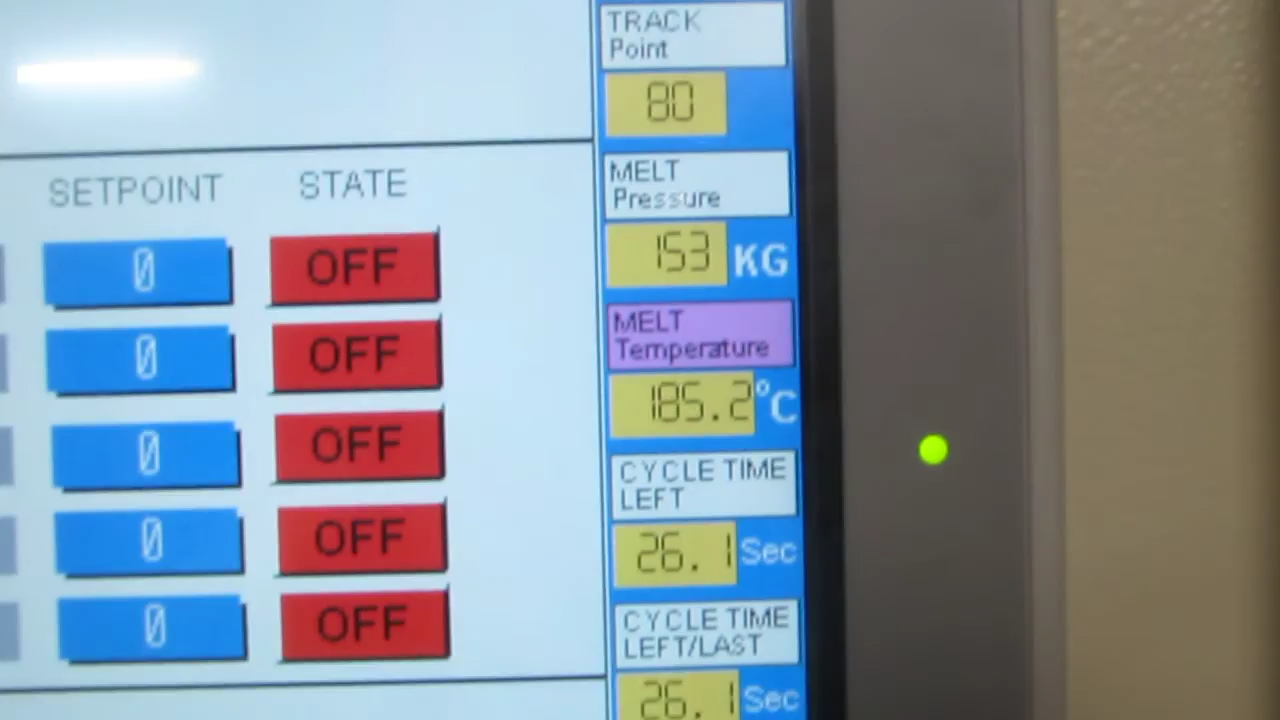 TRACK
Point
80
MELT
Pressure
153 KG
MELT
Temperature
185.2°C
CYCLE TIME
LEFT
26.1 Sec
CYCLE TIME
LEFT/LAST
26.1 Sec
SETPOINT STATE
0 OFF
0 OFF
0 OFF
0 OFF
0 OFF